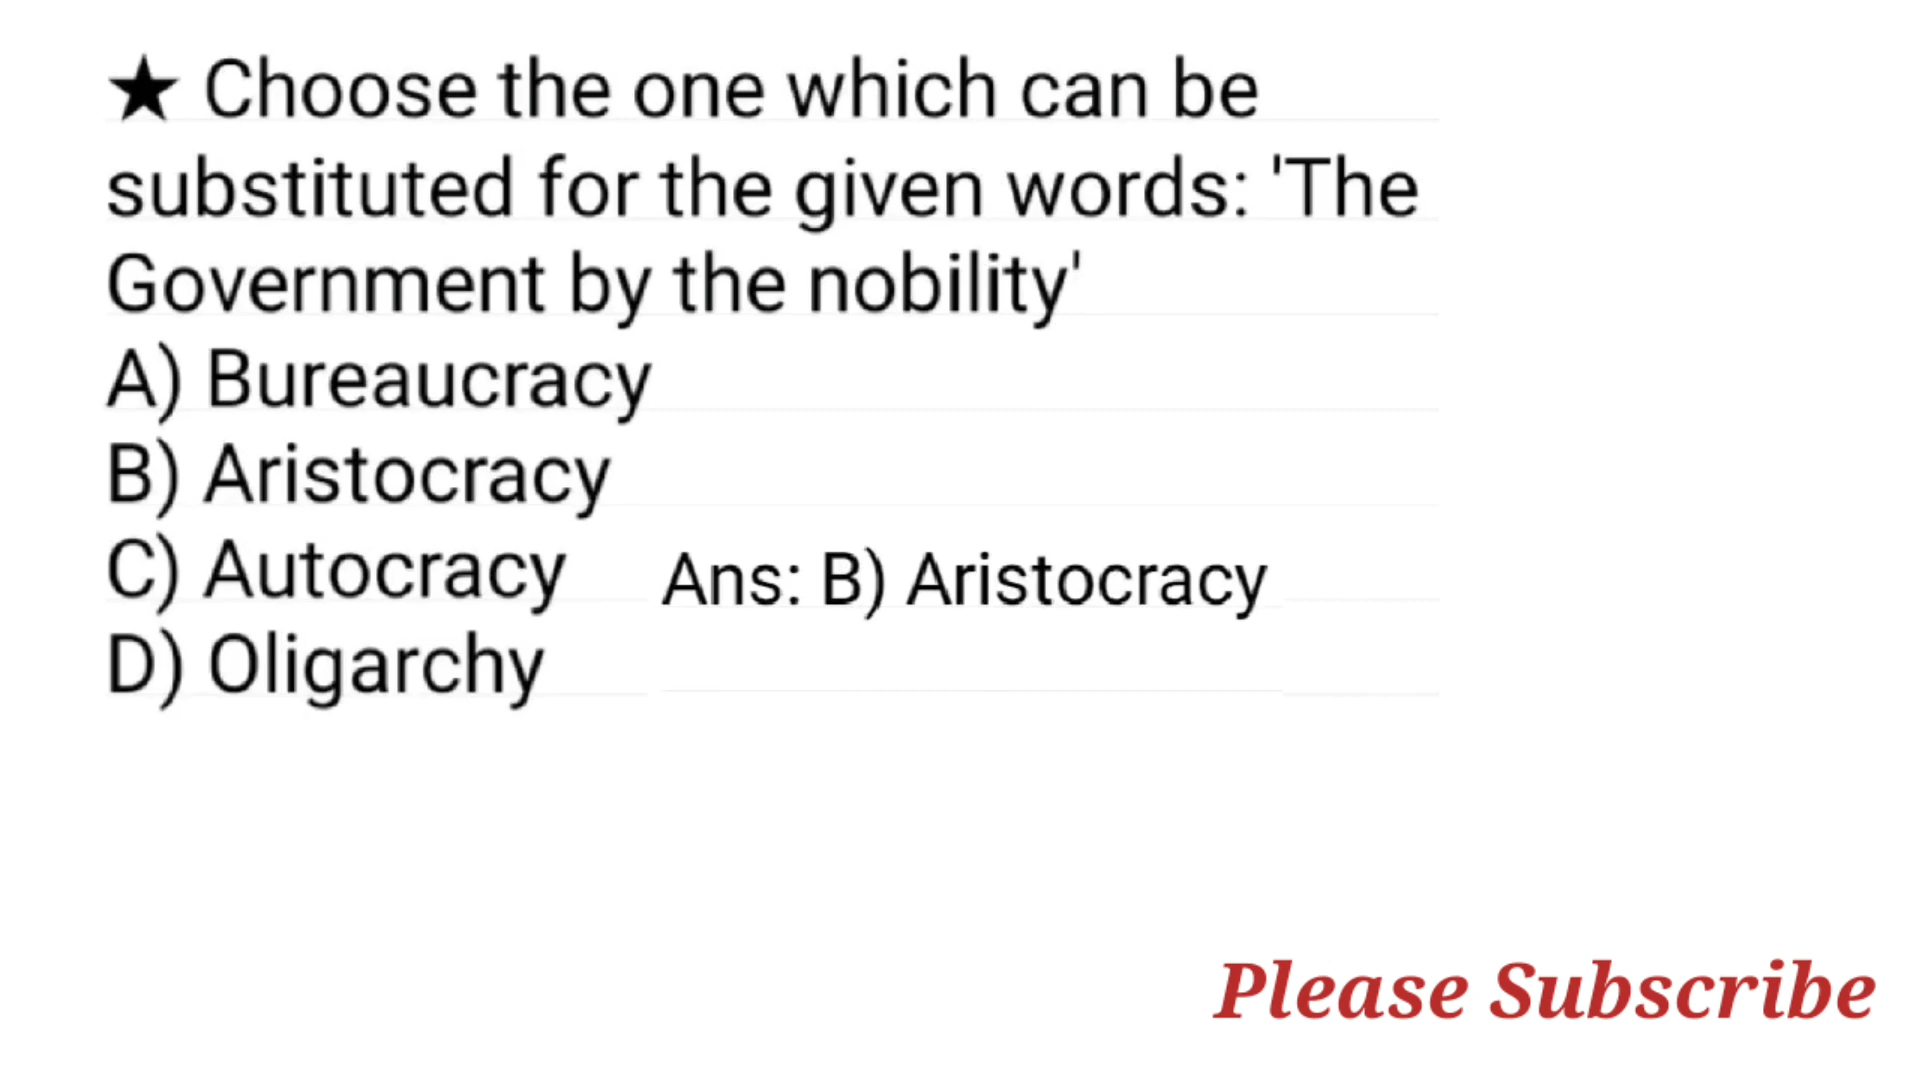 ★ Choose the one which can be
substituted for the given words: 'The
Government by the nobility'
A) Bureaucracy
B) Aristocracy
C) Autocracy
Ans: B) Aristocracy
D) Oligarchy
Please Subscribe